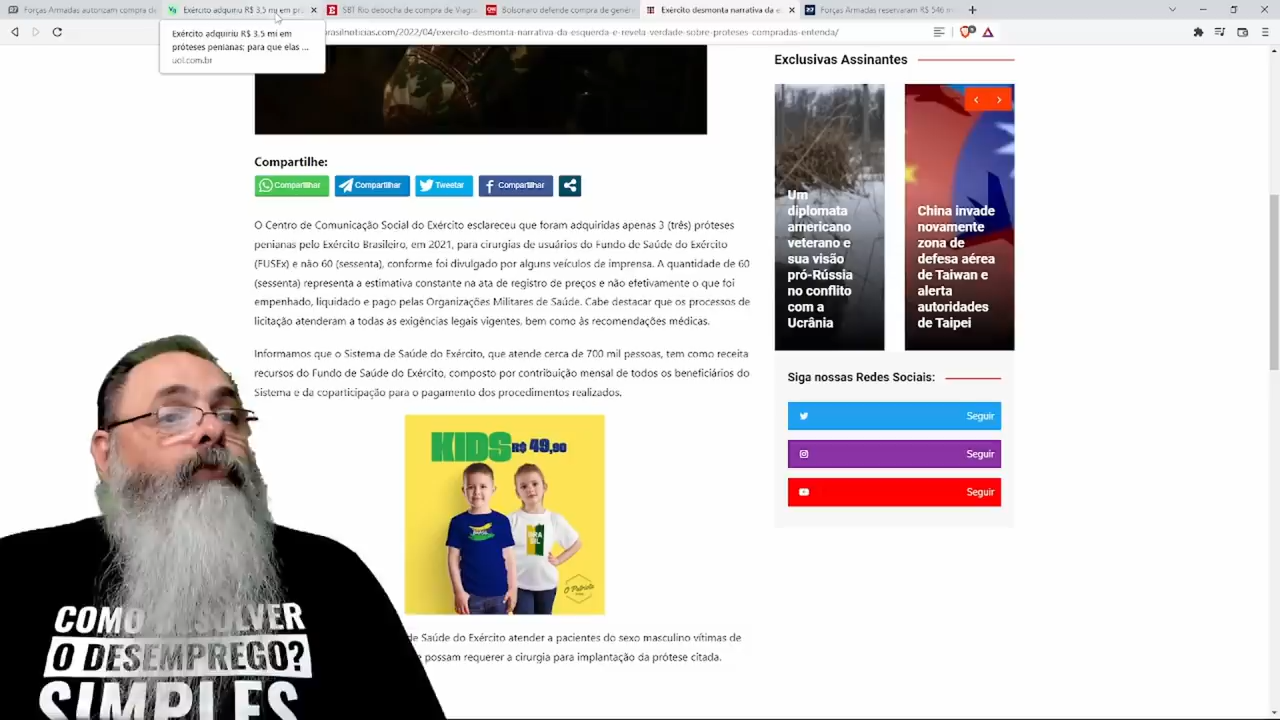 Forças Armadas autorizam compra de
Exército adquiriu R$ 3,5 mi em pró
SBT Rio debocha de compra de Viagra
Bolsonaro defende compra de genéri
Exército desmonta narrativa da es
Forças Armadas reservaram R$ 546 m
brasilnoticias.com/2022/04/exercito-desmonta-narrativa-da-esquerda-e-revela-verdade-sobre-proteses-compradas-entenda/
Exército adquiriu R$ 3,5 mi em
próteses penianas; para que elas ...
uol.com.br
Compartilhe:
Compartilhar
Compartilhar
Tweetar
Compartilhar
O Centro de Comunicação Social do Exército esclareceu que foram adquiridas apenas 3 (três) próteses
penianas pelo Exército Brasileiro, em 2021, para cirurgias de usuários do Fundo de Saúde do Exército
(FUSEx) e não 60 (sessenta), conforme foi divulgado por alguns veículos de imprensa. A quantidade de 60
(sessenta) representa a estimativa constante na ata de registro de preços e não efetivamente o que foi
empenhado, liquidado e pago pelas Organizações Militares de Saúde. Cabe destacar que os processos de
licitação atenderam a todas as exigências legais vigentes, bem como às recomendações médicas.
Informamos que o Sistema de Saúde do Exército, que atende cerca de 700 mil pessoas, tem como receita
recursos do Fundo de Saúde do Exército, composto por contribuição mensal de todos os beneficiários do
Sistema e da coparticipação para o pagamento dos procedimentos realizados.
KIDS R$ 49,90
BRASIL
BRA
SIL
O Patriota
de Saúde do Exército atender a pacientes do sexo masculino vítimas de
e possam requerer a cirurgia para implantação da prótese citada.
Exclusivas Assinantes
Um
diplomata
americano
veterano e
sua visão
pró-Rússia
no conflito
com a
Ucrânia
China invade
novamente
zona de
defesa aérea
de Taiwan e
alerta
autoridades
de Taipei
Siga nossas Redes Sociais:
Seguir
Seguir
Seguir
COMO
O DESEMPREGO?
SIMPLES